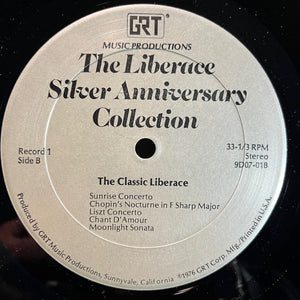 GRT®
MUSIC PRODUCTIONS
The Liberace
Silver Anniversary
Collection
Record 1
Side B
33-1/3 RPM
Stereo
9D07-01B
The Classic Liberace
Sunrise Concerto
Chopin's Nocturne in F Sharp Major
Liszt Concerto
Chant D'Amour
Moonlight Sonata
Produced by GRT Music Productions, Sunnyvale, California ©1976 GRT Corp. Mfg./Printed in U.S.A.